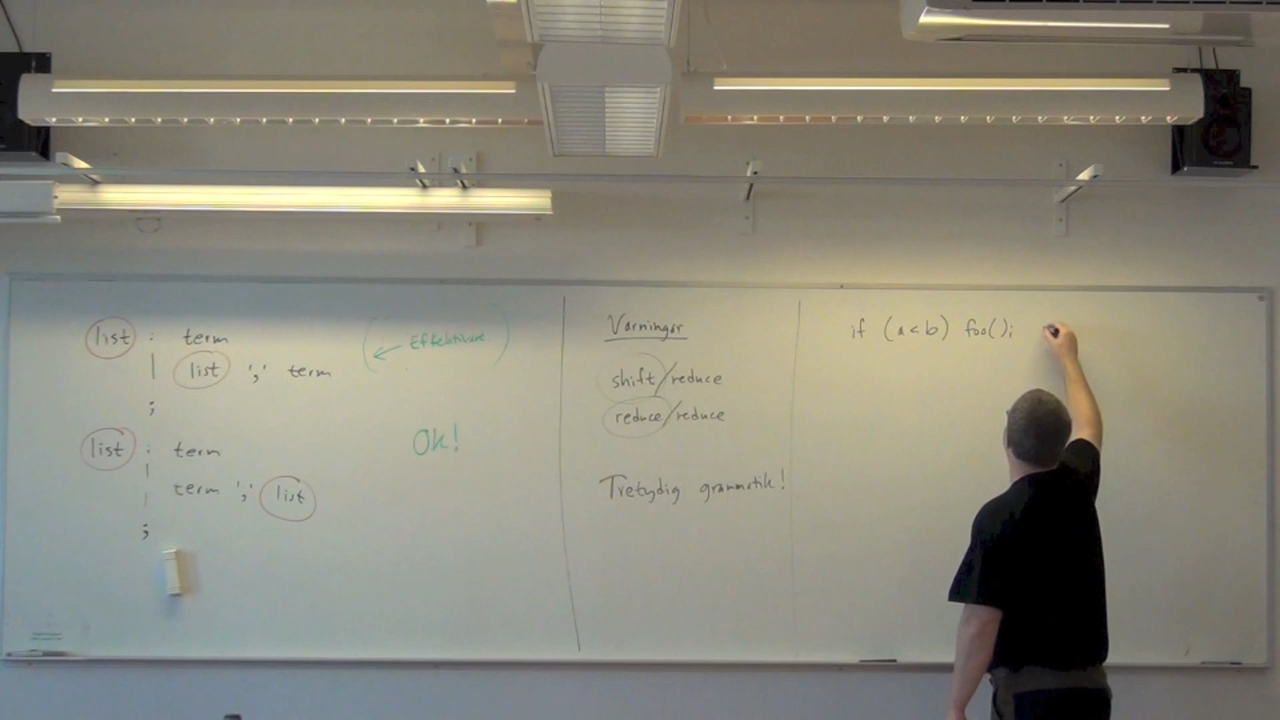 list : term
| list ';' term
;
← Effektivare
list : term
|
| term ';' list
;
Ok!
Varningar
shift/reduce
reduce/reduce
Tvetydig grammatik!
if (a < b) foo();